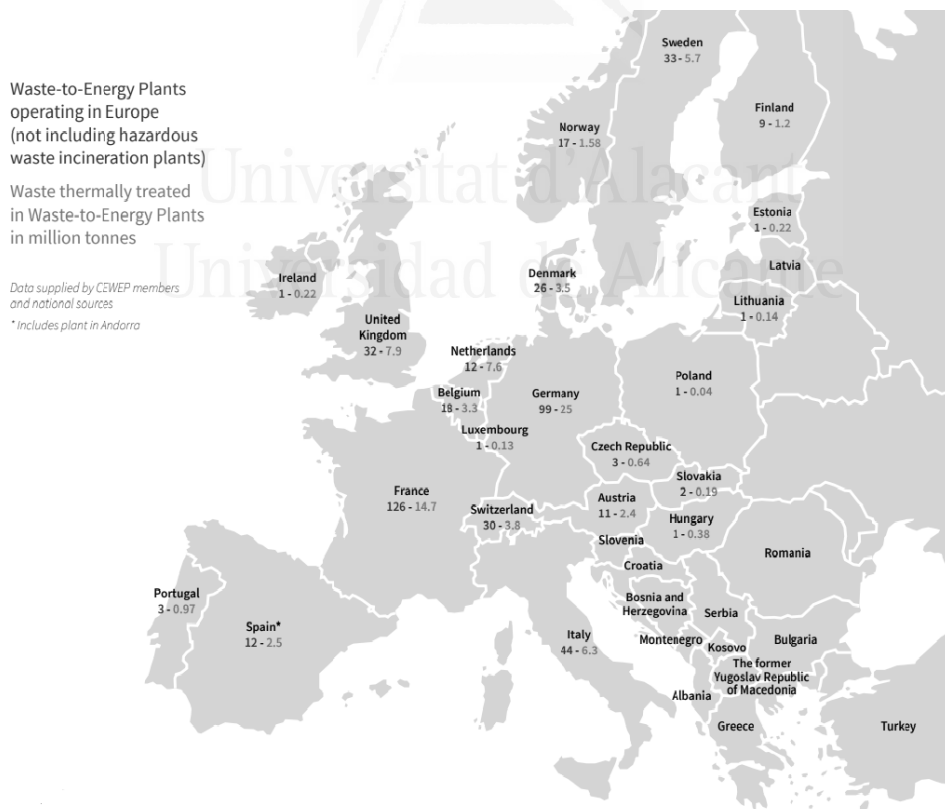 Waste-to-Energy Plants
operating in Europe
(not including hazardous
waste incineration plants)
Waste thermally treated
in Waste-to-Energy Plants
in million tonnes
Data supplied by CEWEP members
and national sources
* Includes plant in Andorra
Universitat d'Alacant
Universidad de Alicante
Sweden
33 - 5.7
Finland
9 - 1.2
Norway
17 - 1.58
Estonia
1 - 0.22
Latvia
Lithuania
1 - 0.14
Denmark
26 - 3.5
Ireland
1 - 0.22
United
Kingdom
32 - 7.9
Netherlands
12 - 7.6
Belgium
18 - 3.3
Luxembourg
1 - 0.13
Germany
99 - 25
Poland
1 - 0.04
Czech Republic
3 - 0.64
Slovakia
2 - 0.19
Austria
11 - 2.4
Hungary
1 - 0.38
France
126 - 14.7
Switzerland
30 - 3.8
Slovenia
Croatia
Romania
Bosnia and
Herzegovina
Serbia
Portugal
3 - 0.97
Spain*
12 - 2.5
Italy
44 - 6.3
Montenegro
Kosovo
Bulgaria
The former
Yugoslav Republic
of Macedonia
Albania
Greece
Turkey